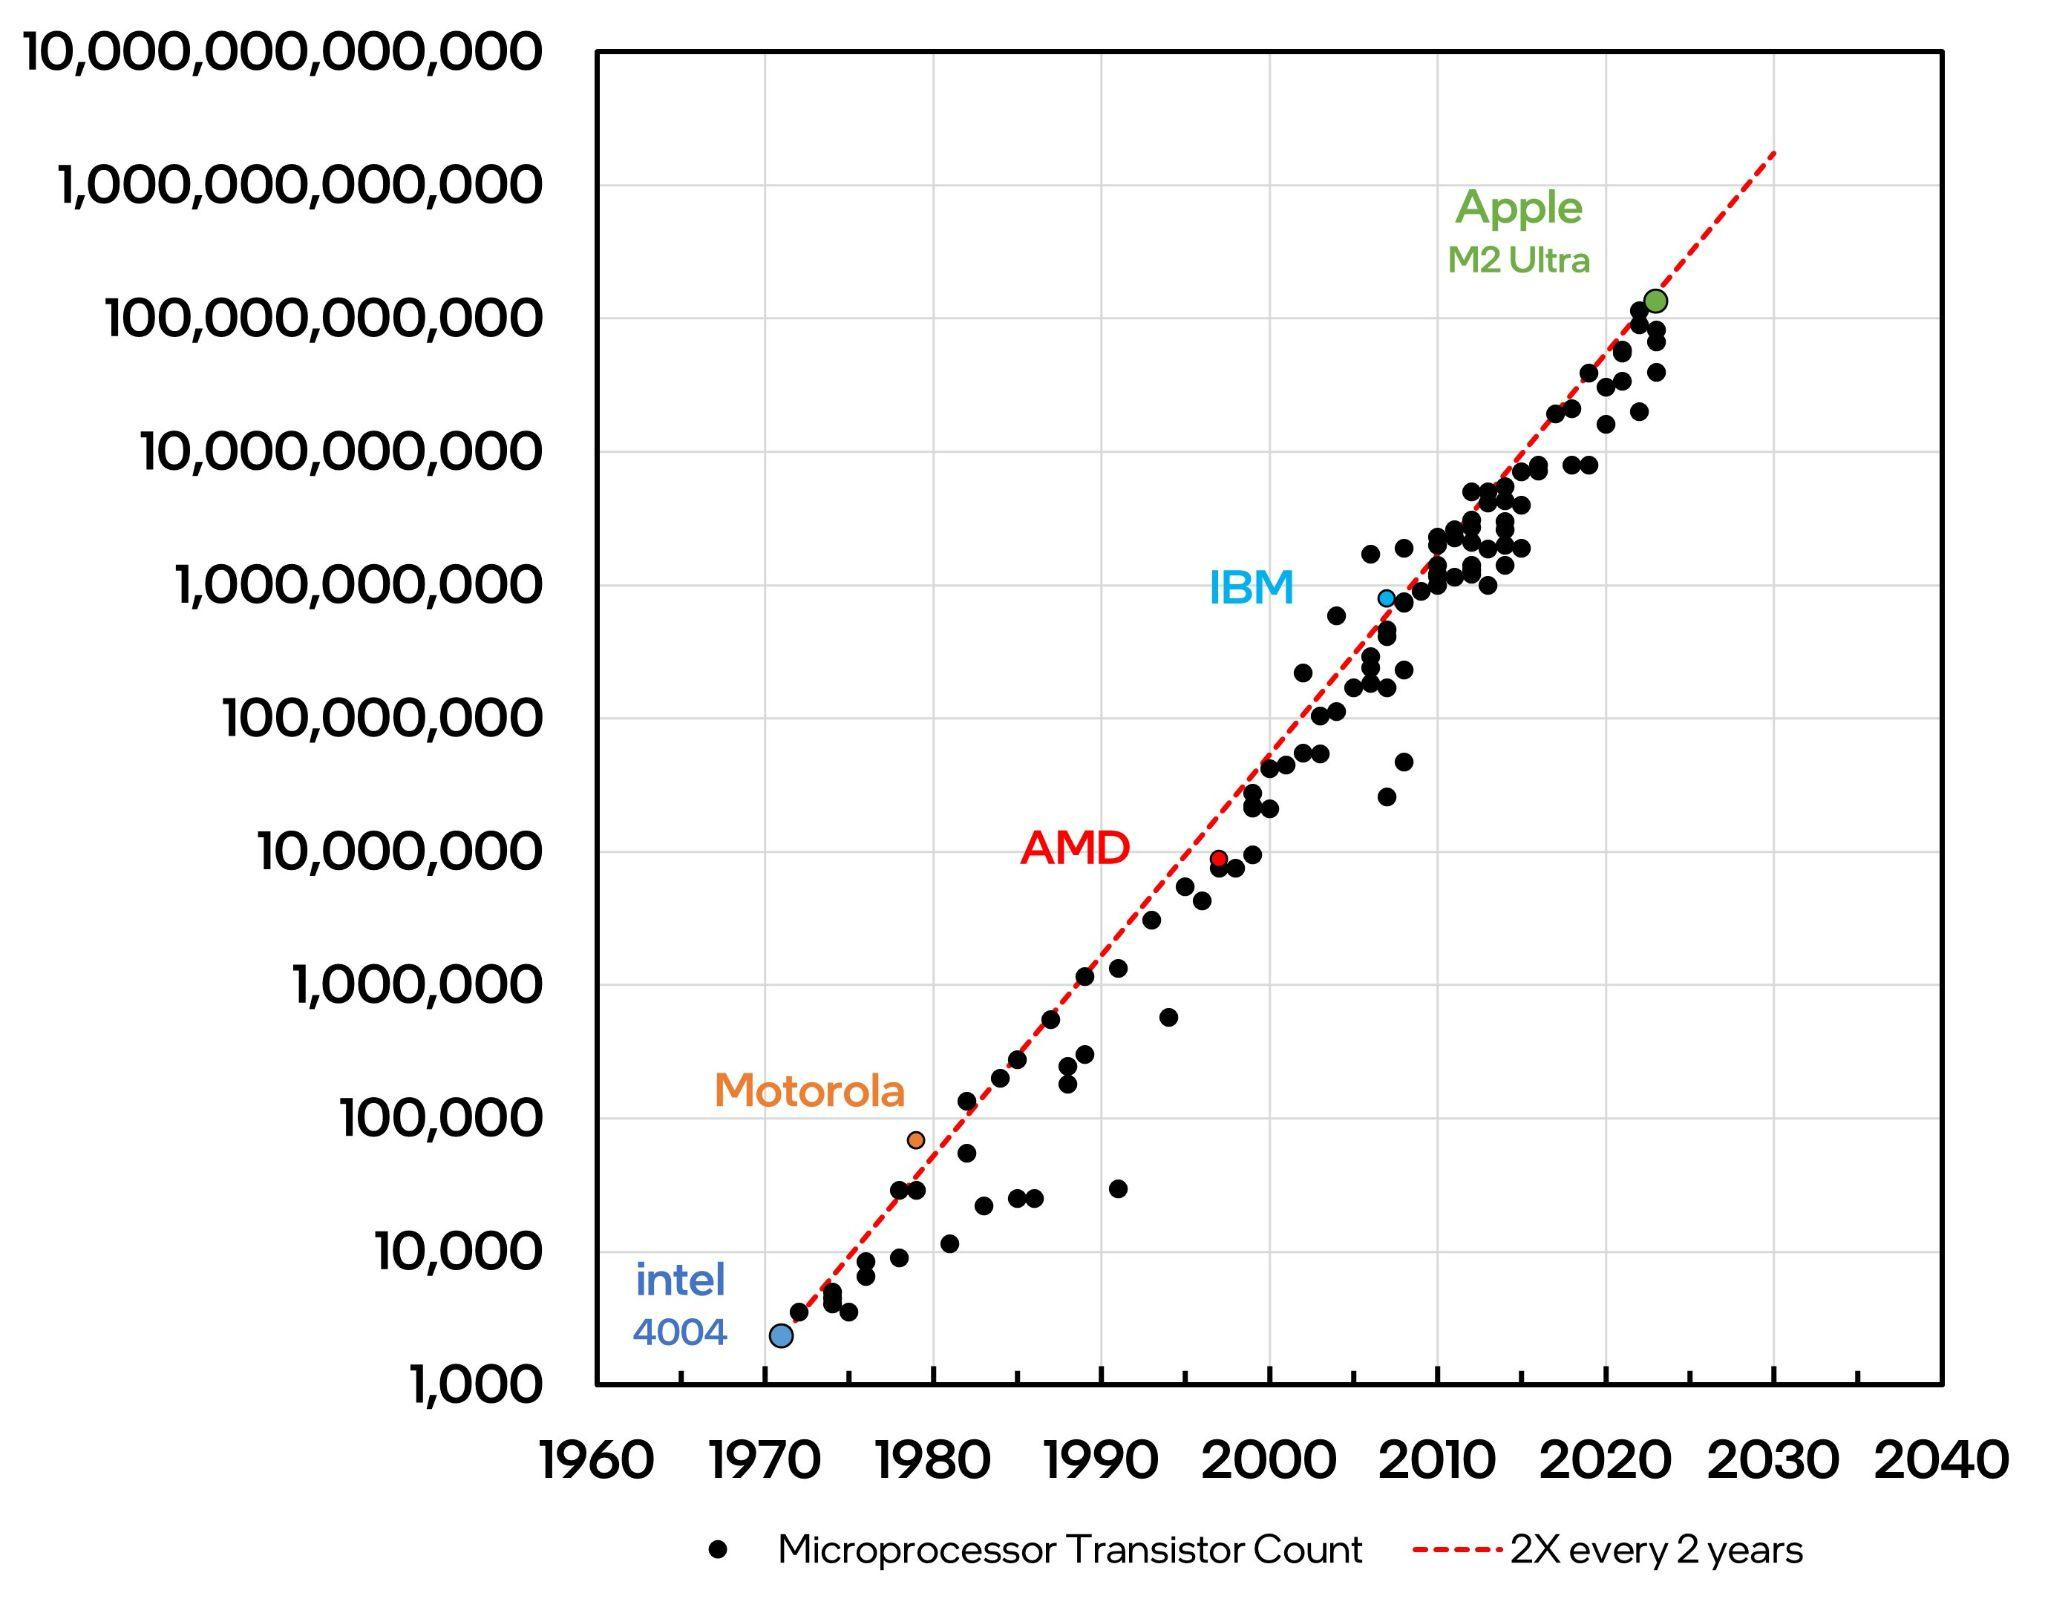 10,000,000,000,000
1,000,000,000,000
100,000,000,000
10,000,000,000
1,000,000,000
100,000,000
10,000,000
1,000,000
100,000
10,000
1,000
Apple
M2 Ultra
IBM
AMD
Motorola
intel
4004
1960 1970 1980 1990 2000 2010 2020 2030 2040
Microprocessor Transistor Count 2X every 2 years